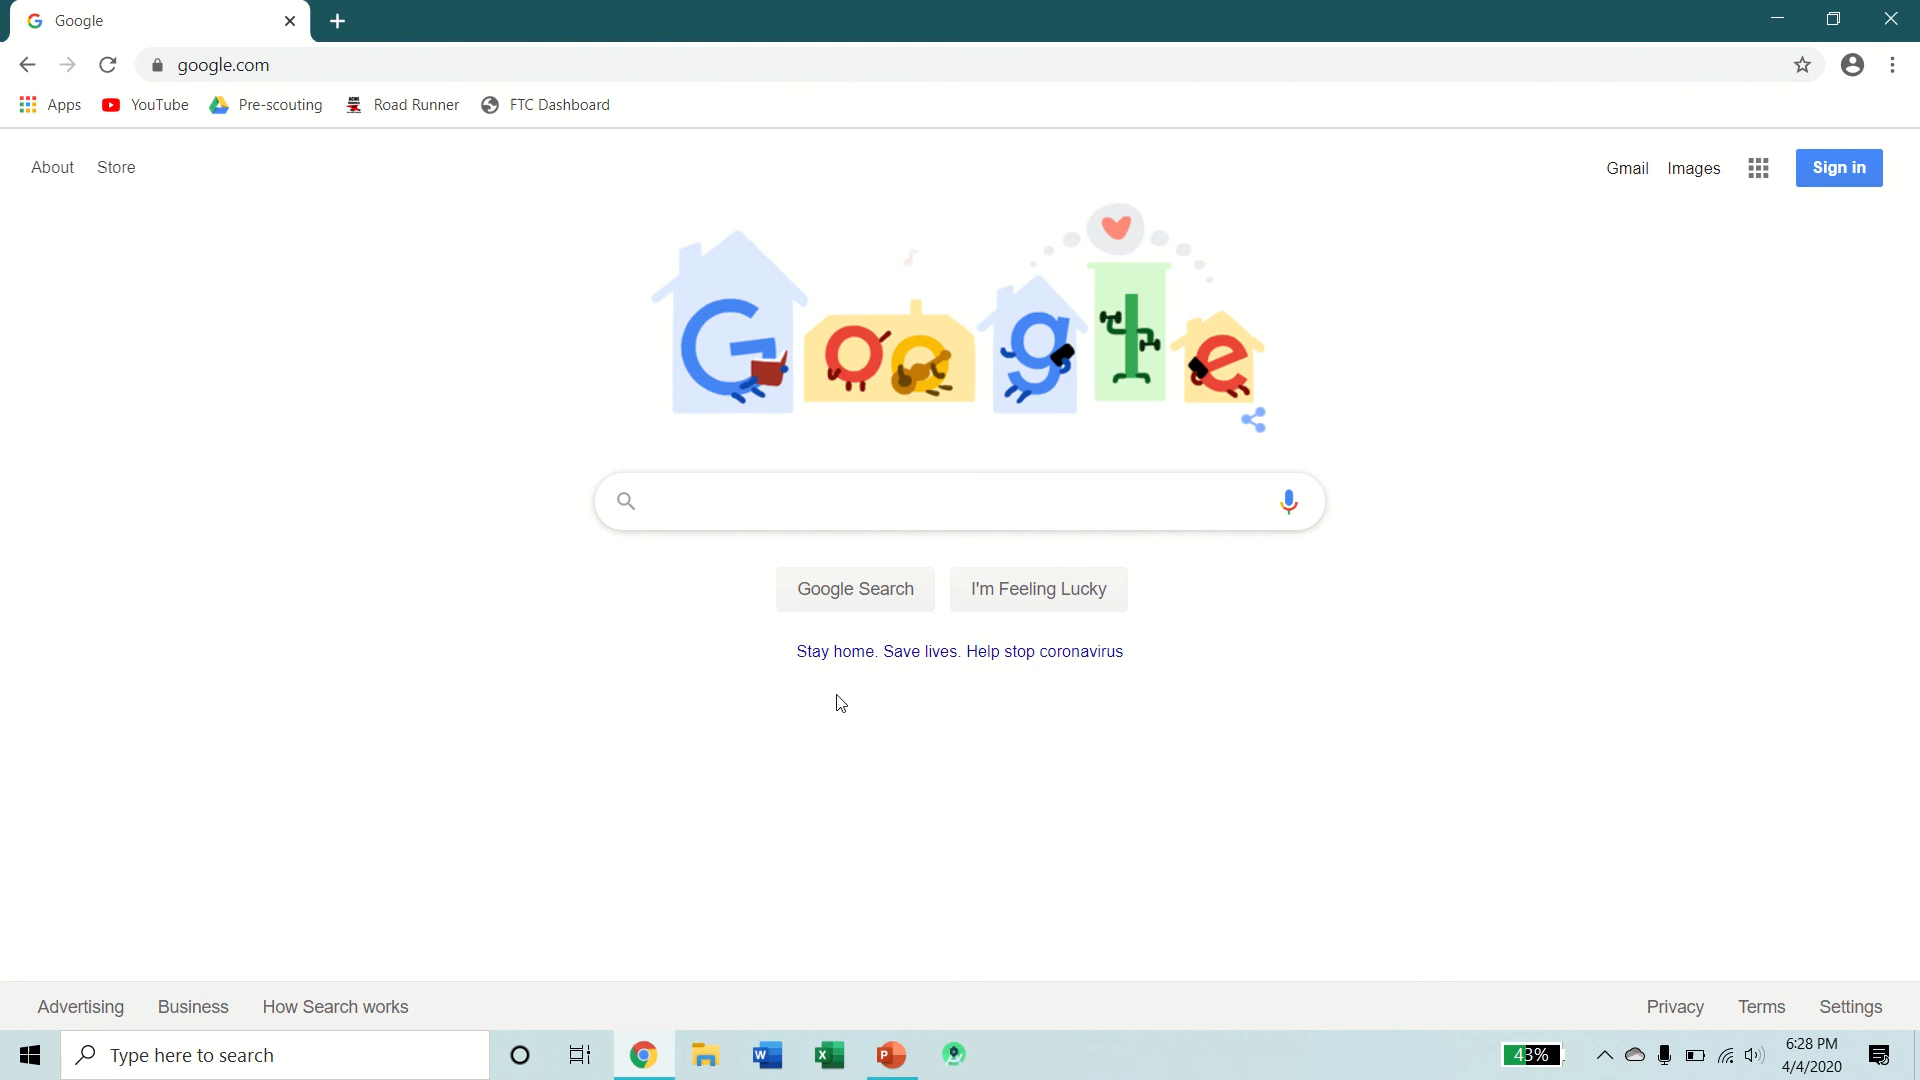 Google
google.com
Apps YouTube Pre-scouting Road Runner FTC Dashboard
About Store Gmail Images Sign in
Google
Google Search I'm Feeling Lucky
Stay home. Save lives. Help stop coronavirus
Advertising Business How Search works Privacy Terms Settings
Type here to search 43% 6:28 PM
4/4/2020